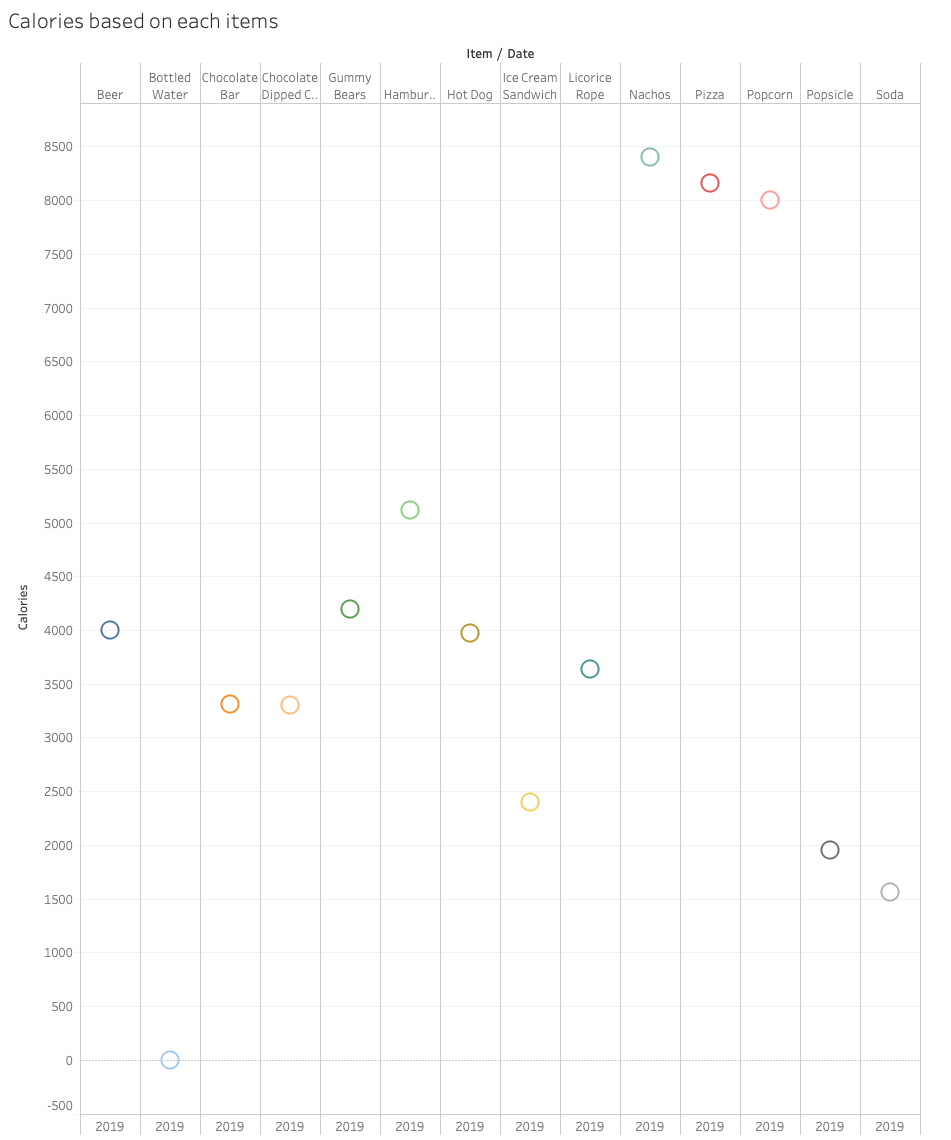 Calories based on each items
Item / Date
Beer
Bottled
Water
Chocolate
Bar
Chocolate
Dipped C..
Gummy
Bears
Hambur..
Hot Dog
Ice Cream
Sandwich
Licorice
Rope
Nachos
Pizza
Popcorn
Popsicle
Soda
8500
8000
7500
7000
6500
6000
5500
5000
4500
4000
3500
3000
2500
2000
1500
1000
500
0
-500
Calories
2019 2019 2019 2019 2019 2019 2019 2019 2019 2019 2019 2019 2019 2019